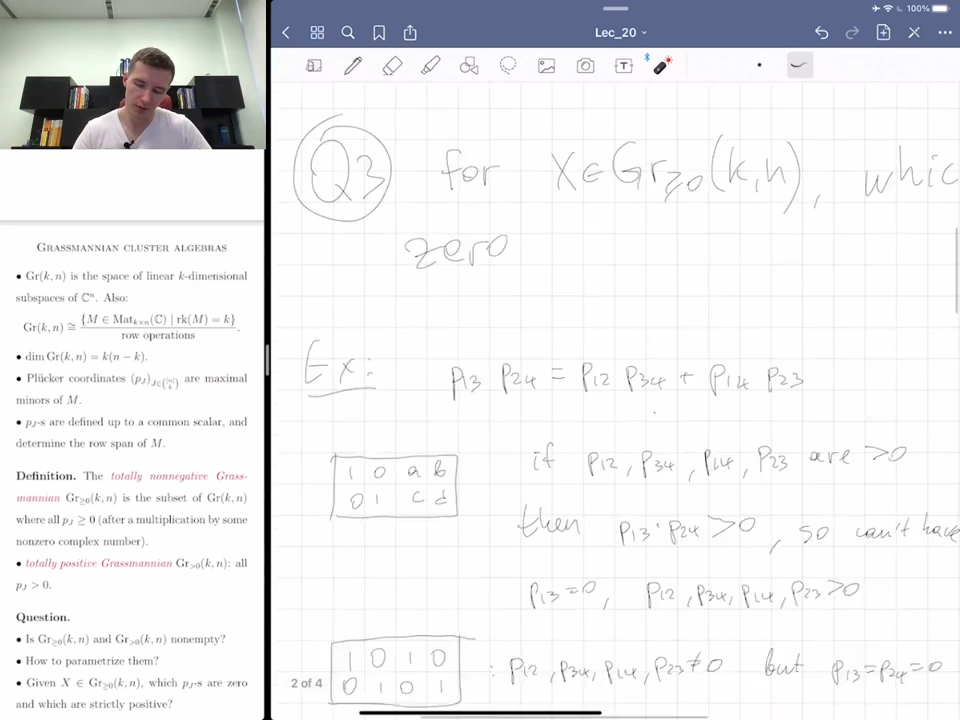 100%
Lec_20
GRASSMANNIAN CLUSTER ALGEBRAS
• Gr(k, n) is the space of linear k-dimensional
subspaces of ℂⁿ. Also:
Gr(k, n) ≅ {M ∈ Mat_{k×n}(ℂ) | rk(M) = k} / row operations.
• dim Gr(k, n) = k(n − k).
• Plücker coordinates (p_J)_{J∈([n] choose k)} are maximal
minors of M.
• p_J-s are defined up to a common scalar, and
determine the row span of M.
Definition. The totally nonnegative Grass-
mannian Gr≥0(k, n) is the subset of Gr(k, n)
where all p_J ≥ 0 (after a multiplication by some
nonzero complex number).
• totally positive Grassmannian Gr>0(k, n): all
p_J > 0.
Question.
• Is Gr≥0(k, n) and Gr>0(k, n) nonempty?
• How to parametrize them?
• Given X ∈ Gr≥0(k, n), which p_J-s are zero
and which are strictly positive?
Q3 for X∈Gr≥0(k,n), whic
zero
Ex: p13 p24 = p12 p34 + p14 p23
1 0 a b
0 1 c d
if p12, p34, p14, p23 are >0
then p13·p24 >0, so can't have
p13=0, p12, p34, p14, p23 >0
1 0 1 0
0 1 0 1
: p12, p34, p14, p23 ≠0 but p13=p24=0
2 of 4